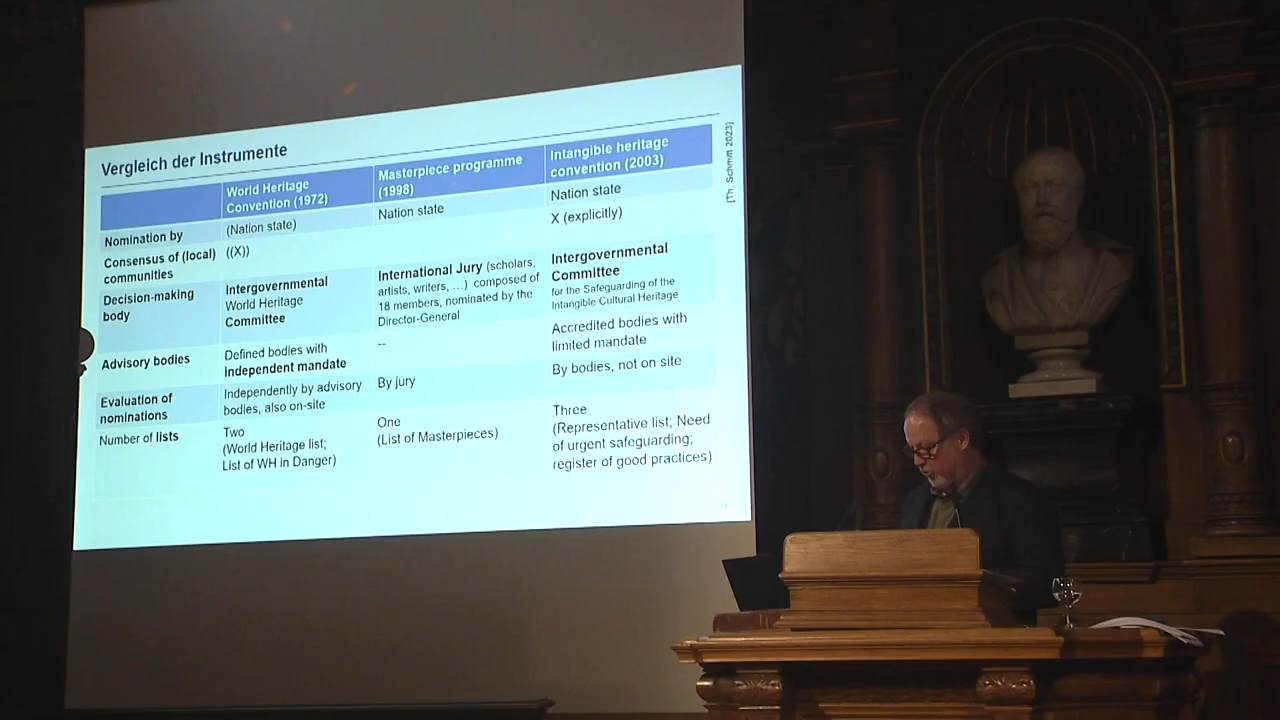 Vergleich der Instrumente
[Th. Schmitt 2023]
World Heritage
Convention (1972)
Masterpiece programme
(1998)
Intangible heritage
convention (2003)
Nomination by
(Nation state)
Nation state
Nation state
Consensus of (local)
communities
((X))
X (explicitly)
Decision-making
body
Intergovernmental
World Heritage
Committee
International Jury (scholars,
artists, writers, ...) composed of
18 members, nominated by the
Director-General
Intergovernmental
Committee
for the Safeguarding of the
Intangible Cultural Heritage
Advisory bodies
Defined bodies with
independent mandate
--
Accredited bodies with
limited mandate
Evaluation of
nominations
Independently by advisory
bodies, also on-site
By jury
By bodies, not on site
Number of lists
Two
(World Heritage list;
List of WH in Danger)
One
(List of Masterpieces)
Three
(Representative list; Need
of urgent safeguarding;
register of good practices)